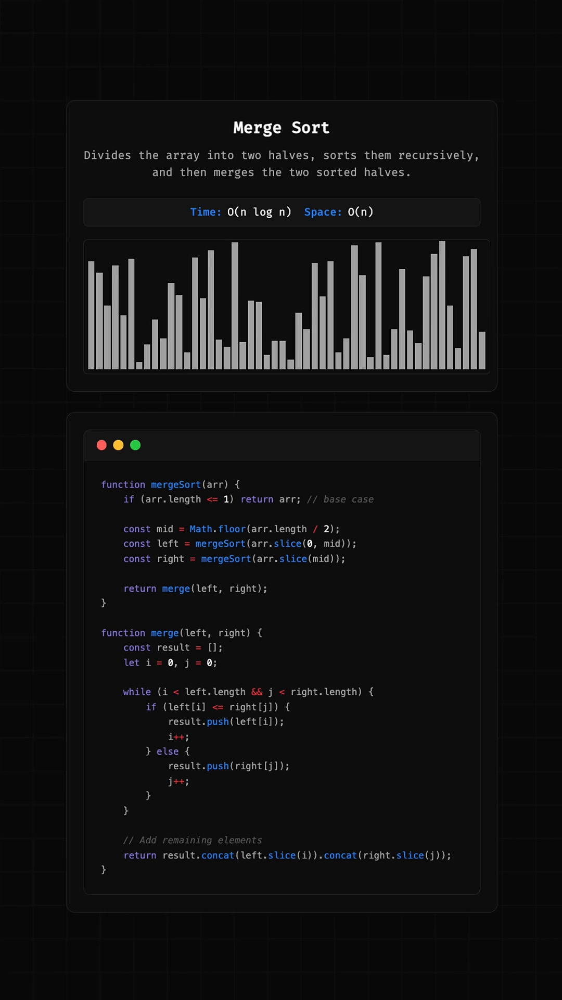 Merge Sort
Divides the array into two halves, sorts them recursively,
and then merges the two sorted halves.
Time: O(n log n) Space: O(n)
function mergeSort(arr) {
    if (arr.length <= 1) return arr; // base case

    const mid = Math.floor(arr.length / 2);
    const left = mergeSort(arr.slice(0, mid));
    const right = mergeSort(arr.slice(mid));

    return merge(left, right);
}

function merge(left, right) {
    const result = [];
    let i = 0, j = 0;

    while (i < left.length && j < right.length) {
        if (left[i] <= right[j]) {
            result.push(left[i]);
            i++;
        } else {
            result.push(right[j]);
            j++;
        }
    }

    // Add remaining elements
    return result.concat(left.slice(i)).concat(right.slice(j));
}